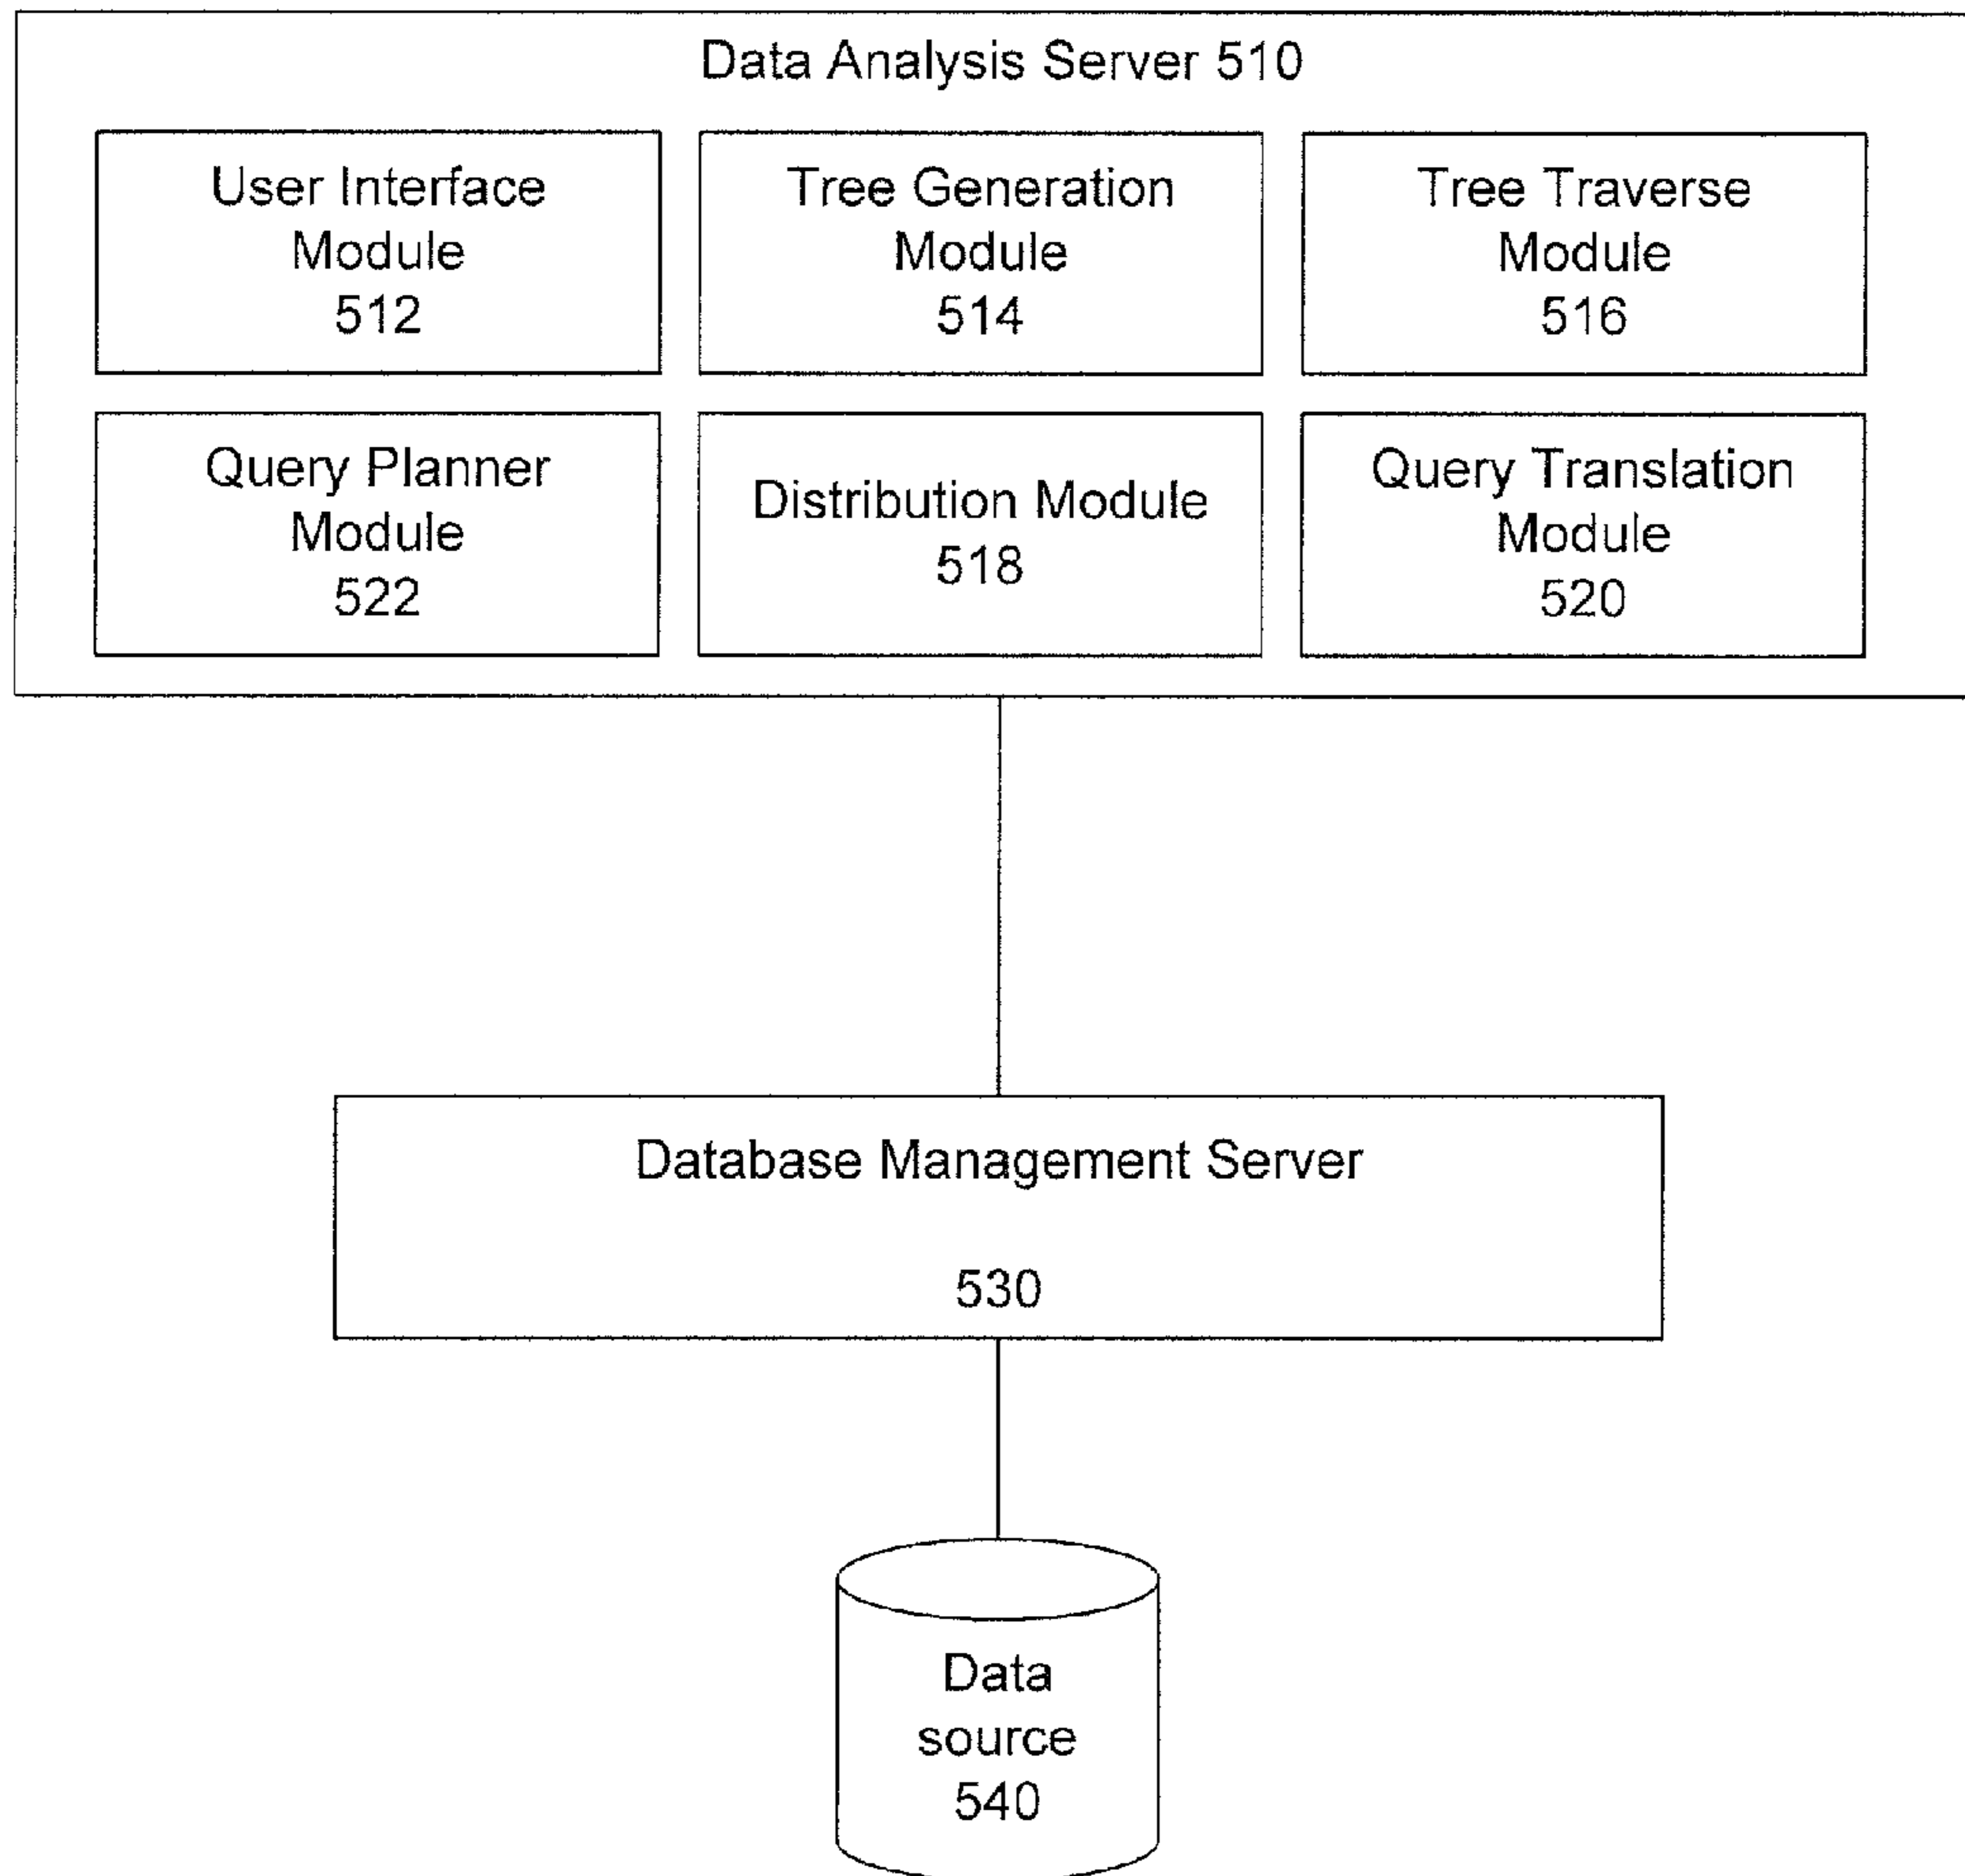 Data Analysis Server 510
User Interface
Module
512
Tree Generation
Module
514
Tree Traverse
Module
516
Query Planner
Module
522
Distribution Module
518
Query Translation
Module
520
Database Management Server
530
Data
source
540